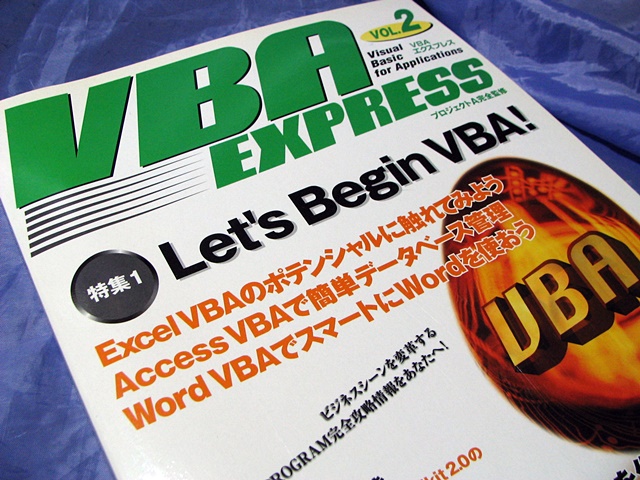 VBA
EXPRESS
VOL.2
Visual
Basic
for Applications
VBA
エクスプレス
プロジェクトA完全監修
特集1
Let's Begin VBA!
Excel VBAのポテンシャルに触れてみよう
Access VBAで簡単データベース管理
Word VBAでスマートにWordを使おう
VBA
ビジネスシーンを変革する
PROGRAM完全攻略情報をあなたへ!
kit 2.0の